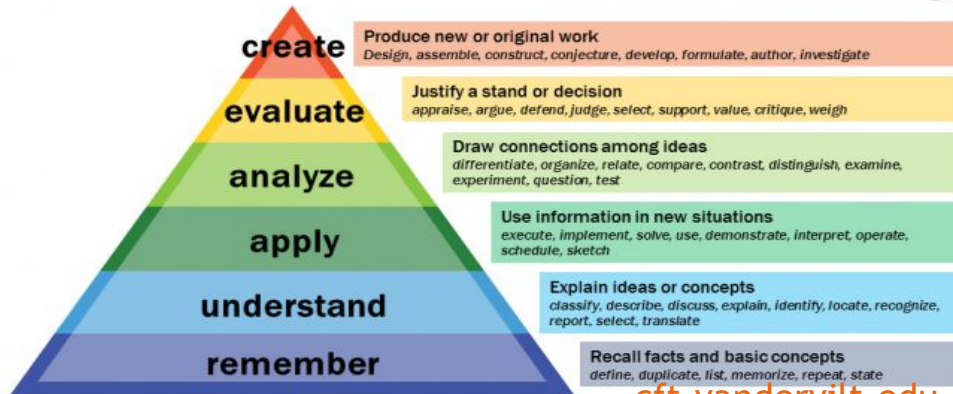 create
Produce new or original work
Design, assemble, construct, conjecture, develop, formulate, author, investigate
evaluate
Justify a stand or decision
appraise, argue, defend, judge, select, support, value, critique, weigh
analyze
Draw connections among ideas
differentiate, organize, relate, compare, contrast, distinguish, examine,
experiment, question, test
apply
Use information in new situations
execute, implement, solve, use, demonstrate, interpret, operate,
schedule, sketch
understand
Explain ideas or concepts
classify, describe, discuss, explain, identify, locate, recognize,
report, select, translate
remember
Recall facts and basic concepts
define, duplicate, list, memorize, repeat, state